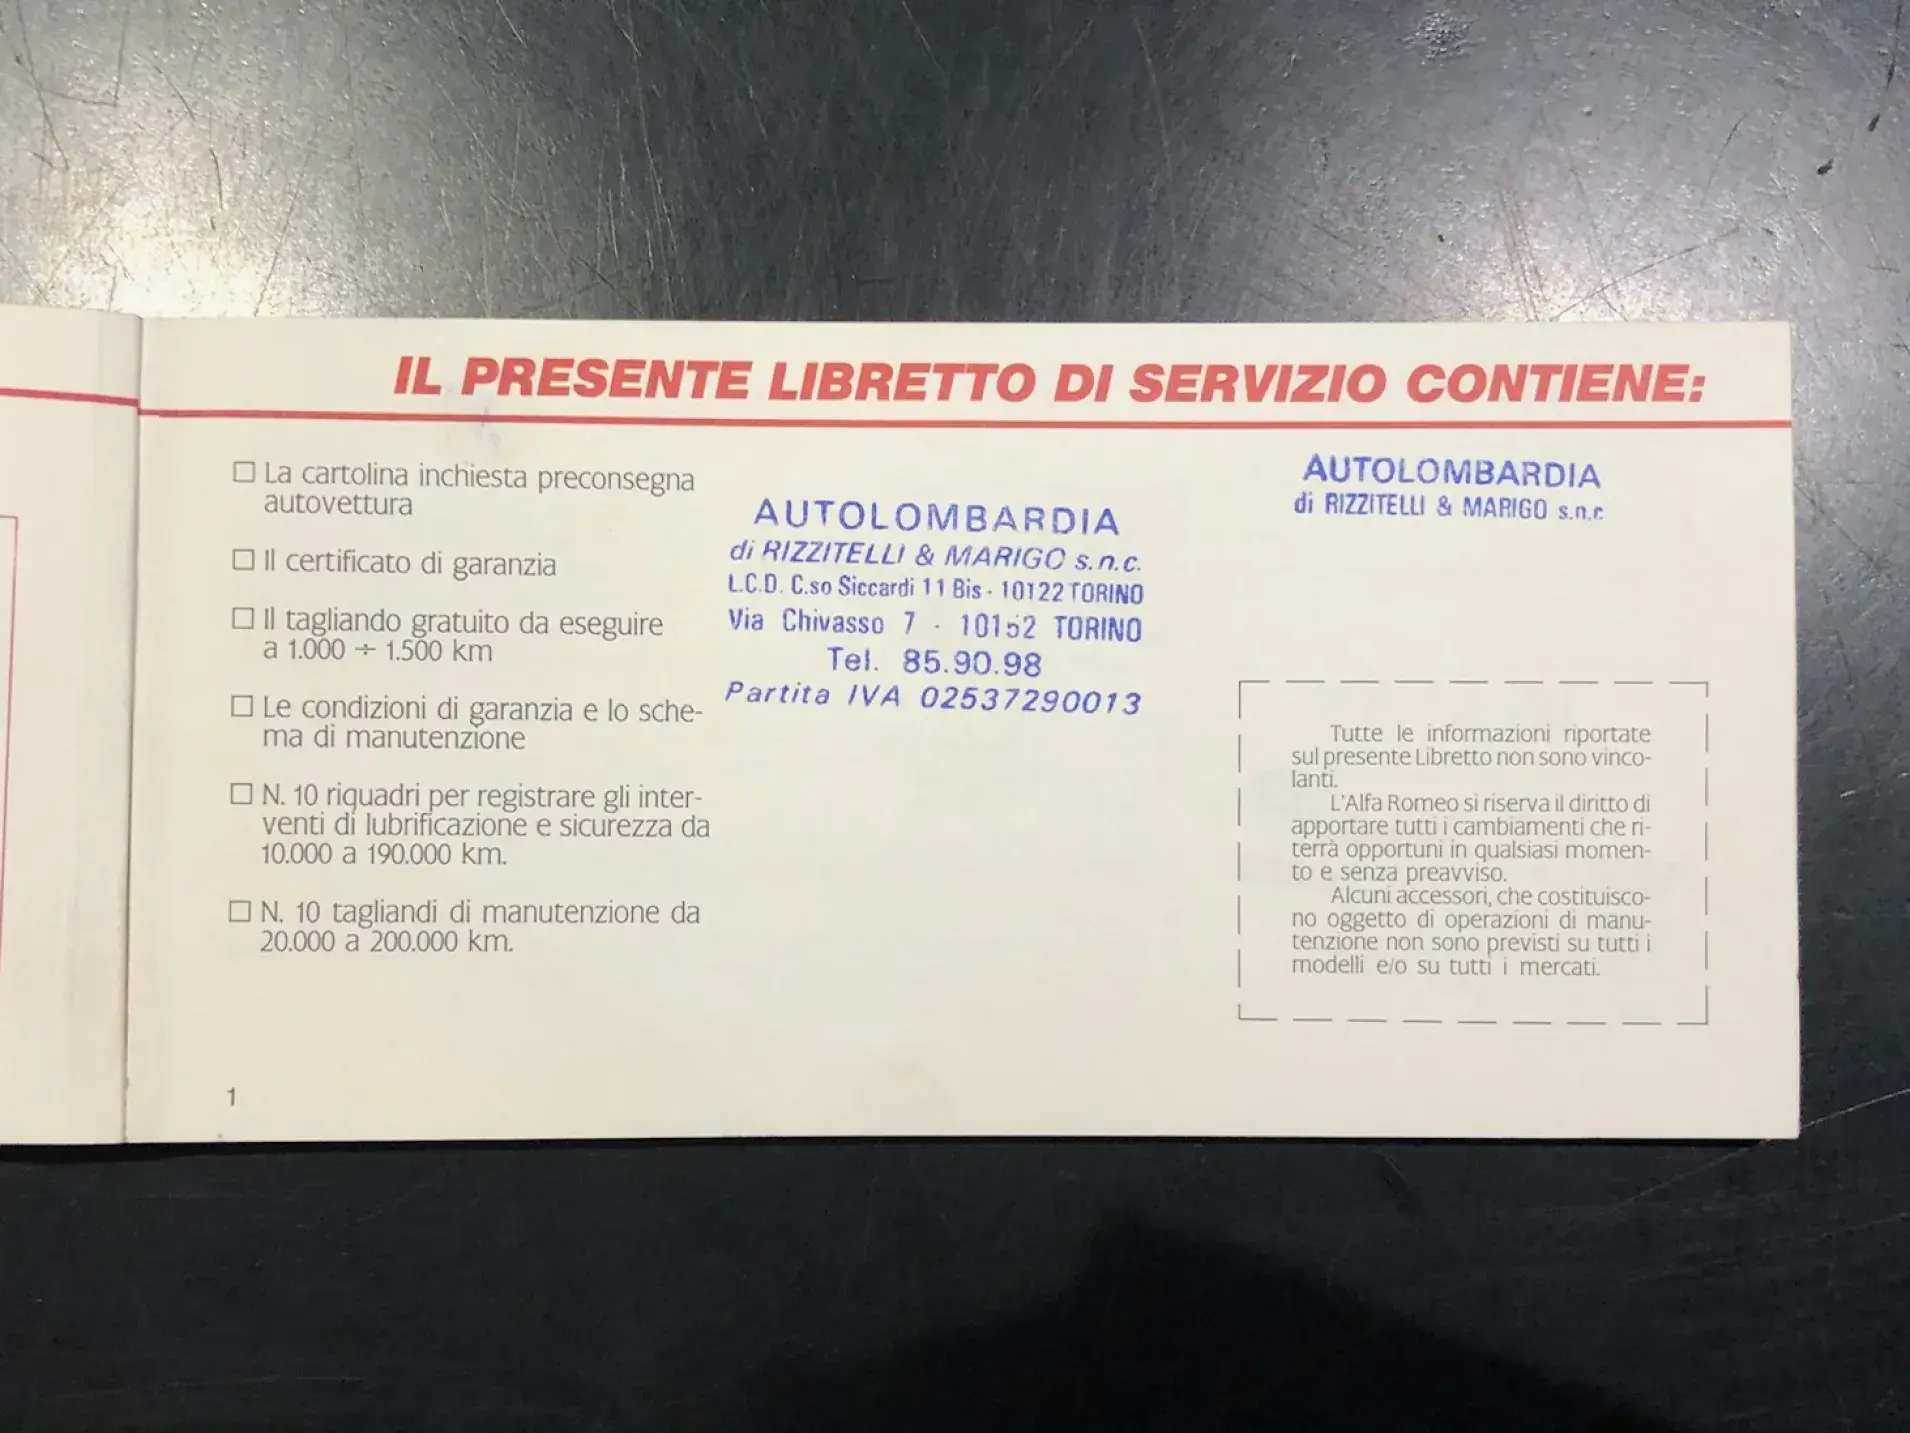 IL PRESENTE LIBRETTO DI SERVIZIO CONTIENE:
□ La cartolina inchiesta preconsegna
autovettura
□ Il certificato di garanzia
□ Il tagliando gratuito da eseguire
a 1.000 ÷ 1.500 km
□ Le condizioni di garanzia e lo sche-
ma di manutenzione
□ N. 10 riquadri per registrare gli inter-
venti di lubrificazione e sicurezza da
10.000 a 190.000 km.
□ N. 10 tagliandi di manutenzione da
20.000 a 200.000 km.
AUTOLOMBARDIA
di RIZZITELLI & MARIGO s.n.c.
L.C.D. C.so Siccardi 11 Bis - 10122 TORINO
Via Chivasso 7 - 10152 TORINO
Tel. 85.90.98
Partita IVA 02537290013
AUTOLOMBARDIA
di RIZZITELLI & MARIGO s.n.c
Tutte le informazioni riportate
sul presente Libretto non sono vinco-
lanti.
L'Alfa Romeo si riserva il diritto di
apportare tutti i cambiamenti che ri-
terrà opportuni in qualsiasi momen-
to e senza preavviso.
Alcuni accessori, che costituisco-
no oggetto di operazioni di manu-
tenzione non sono previsti su tutti i
modelli e/o su tutti i mercati.
1